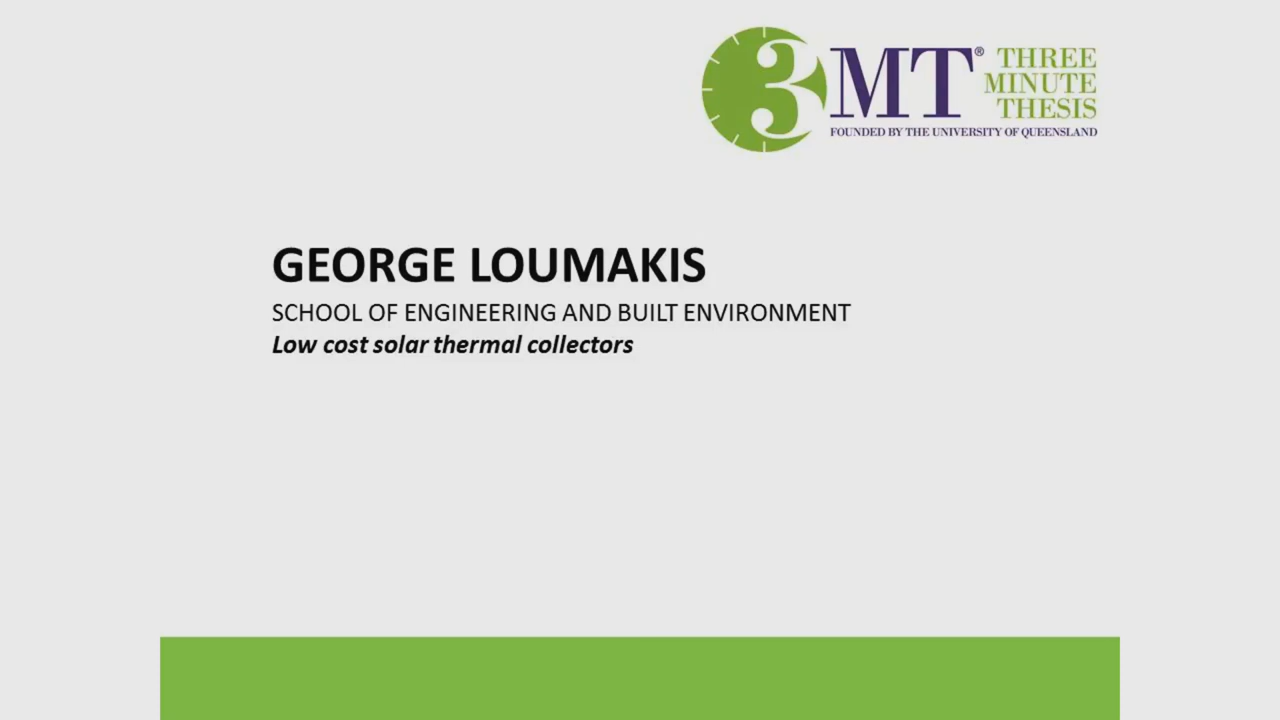 3MT® THREE
MINUTE
THESIS
FOUNDED BY THE UNIVERSITY OF QUEENSLAND
GEORGE LOUMAKIS
SCHOOL OF ENGINEERING AND BUILT ENVIRONMENT
Low cost solar thermal collectors